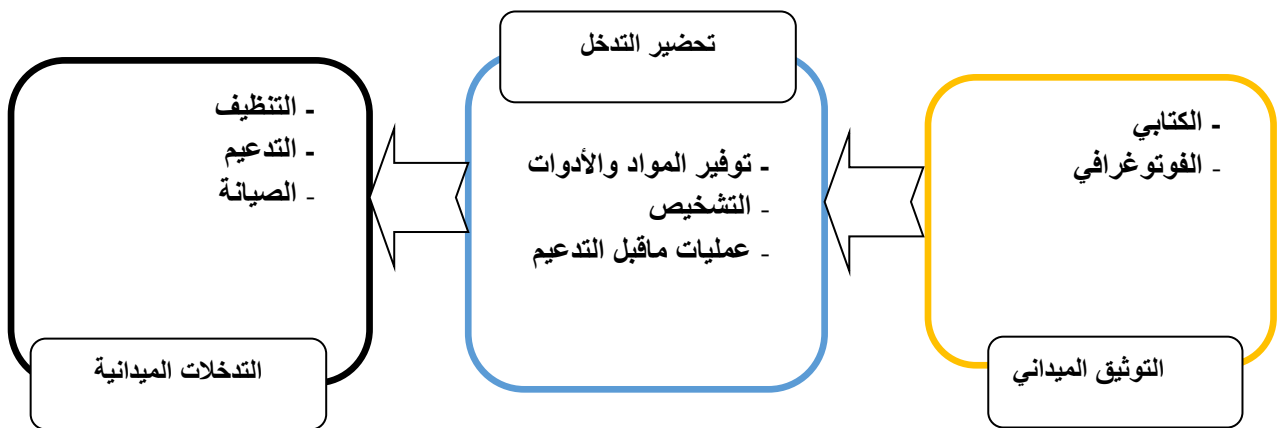 التوثيق الميداني
- الكتابي
- الفوتوغرافي
تحضير التدخل
- توفير المواد والأدوات
- التشخيص
- عمليات ماقبل التدعيم
التدخلات الميدانية
- التنظيف
- التدعيم
- الصيانة